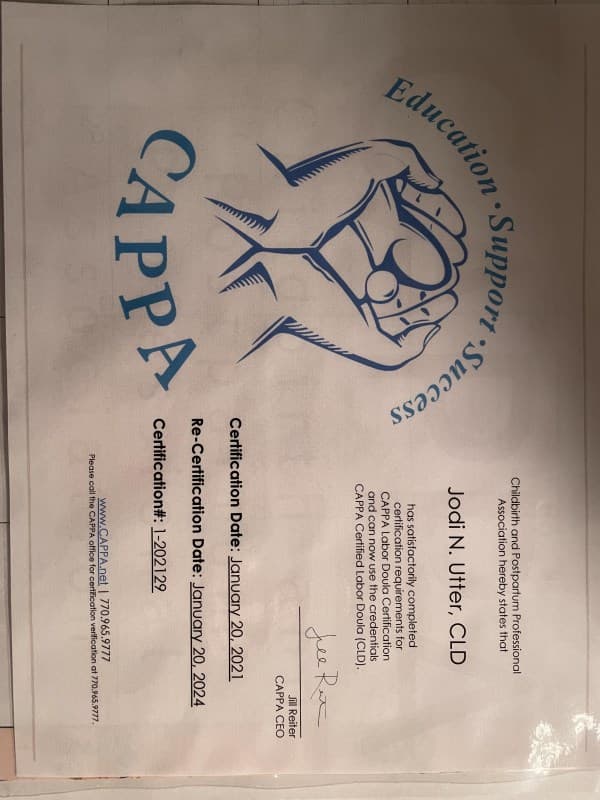 Education • Support • Success
CAPPA
Childbirth and Postpartum Professional
Association hereby states that
Jodi N. Utter, CLD
has satisfactorily completed
certification requirements for
CAPPA Labor Doula Certification
and can now use the credentials
CAPPA Certified Labor Doula (CLD).
Jill Reiter
CAPPA CEO
Certification Date: January 20, 2021
Re-Certification Date: January 20, 2024
Certification#: 1-202129
www.CAPPA.net | 770.965.9777
Please call the CAPPA office for certification verification at 770.965.9777.